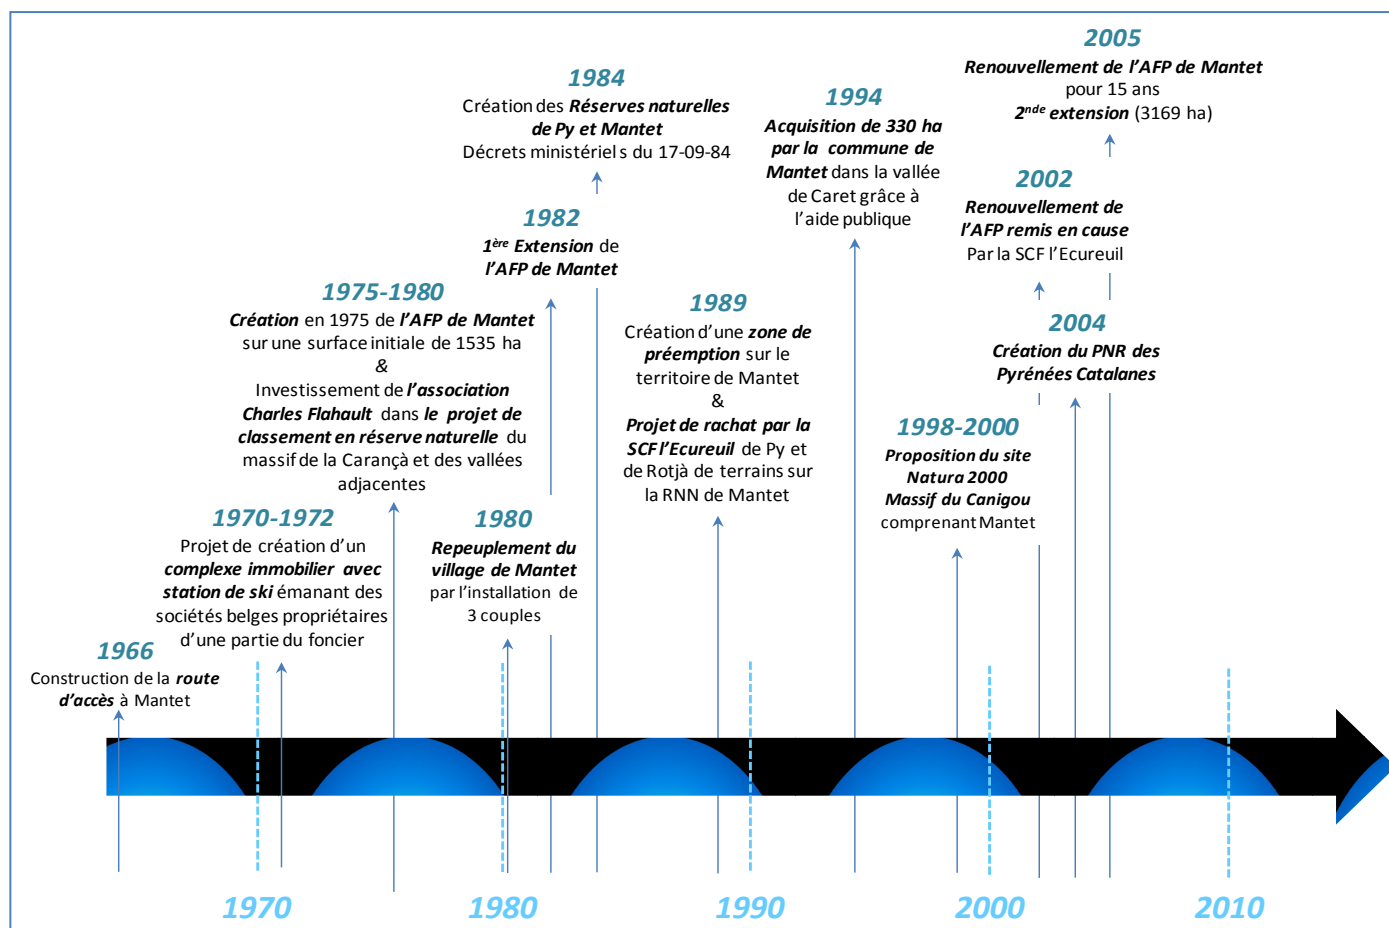 1966
Construction de la route
d’accès à Mantet
1970-1972
Projet de création d’un
complexe immobilier avec
station de ski émanant des
sociétés belges propriétaires
d’une partie du foncier
1975-1980
Création en 1975 de l’AFP de Mantet
sur une surface initiale de 1535 ha
&
Investissement de l’association
Charles Flahault dans le projet de
classement en réserve naturelle du
massif de la Carançà et des vallées
adjacentes
1980
Repeuplement du
village de Mantet
par l’installation de
3 couples
1982
1ère Extension de
l’AFP de Mantet
1984
Création des Réserves naturelles
de Py et Mantet
Décrets ministériels du 17-09-84
1989
Création d’une zone de
préemption sur le
territoire de Mantet
&
Projet de rachat par la
SCF l’Ecureuil de Py et
de Rotjà de terrains sur
la RNN de Mantet
1994
Acquisition de 330 ha
par la commune de
Mantet dans la vallée
de Caret grâce à
l’aide publique
1998-2000
Proposition du site
Natura 2000
Massif du Canigou
comprenant Mantet
2002
Renouvellement de
l’AFP remis en cause
Par la SCF l’Ecureuil
2004
Création du PNR des
Pyrénées Catalanes
2005
Renouvellement de l’AFP de Mantet
pour 15 ans
2nde extension (3169 ha)
1970
1980
1990
2000
2010